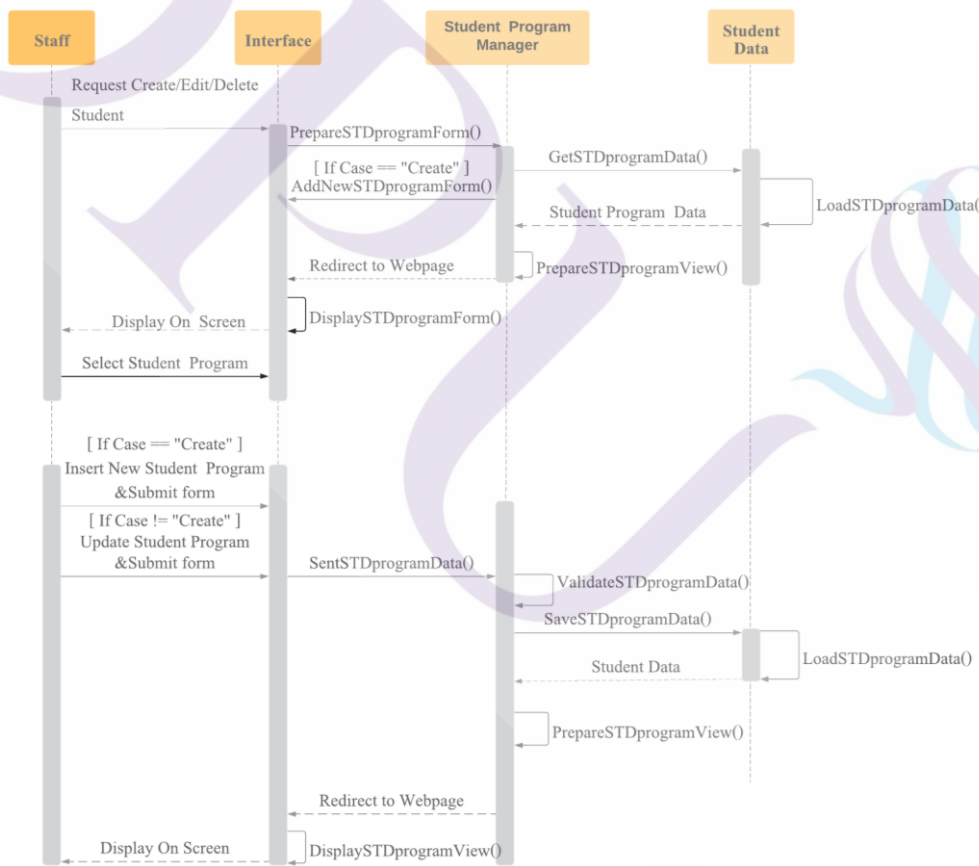 Staff
Interface
Student Program
Manager
Student
Data
Request Create/Edit/Delete
Student
PrepareSTDprogramForm()
GetSTDprogramData()
[ If Case == "Create" ]
AddNewSTDprogramForm()
LoadSTDprogramData(
Student Program Data
Redirect to Webpage
PrepareSTDprogramView()
DisplaySTDprogramForm()
Display On Screen
Select Student Program
[ If Case == "Create" ]
Insert New Student Program
&Submit form
[ If Case != "Create" ]
Update Student Program
&Submit form
SentSTDprogramData()
ValidateSTDprogramData()
SaveSTDprogramData()
LoadSTDprogramData()
Student Data
PrepareSTDprogramView()
Redirect to Webpage
Display On Screen
DisplaySTDprogramView()